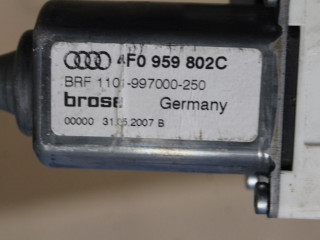 4F0 959 802C
BRF 1101-997000-250
brose Germany
00000 31.05.2007 B